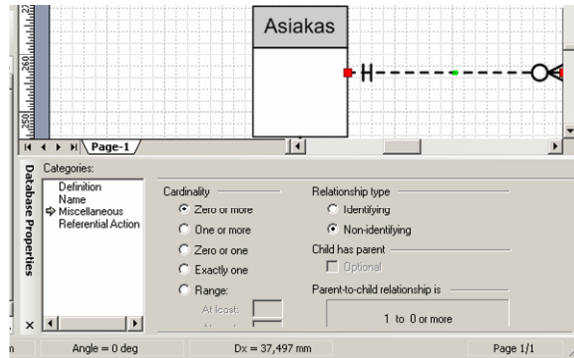 Asiakas
260
250
Page-1
Database Properties
Categories:
Definition
Name
Miscellaneous
Referential Action
Cardinality
Zero or more
One or more
Zero or one
Exactly one
Range:
At least:
Relationship type
Identifying
Non-identifying
Child has parent
Optional
Parent-to-child relationship is
1 to 0 or more
Angle = 0 deg
Dx = 37,497 mm
Page 1/1